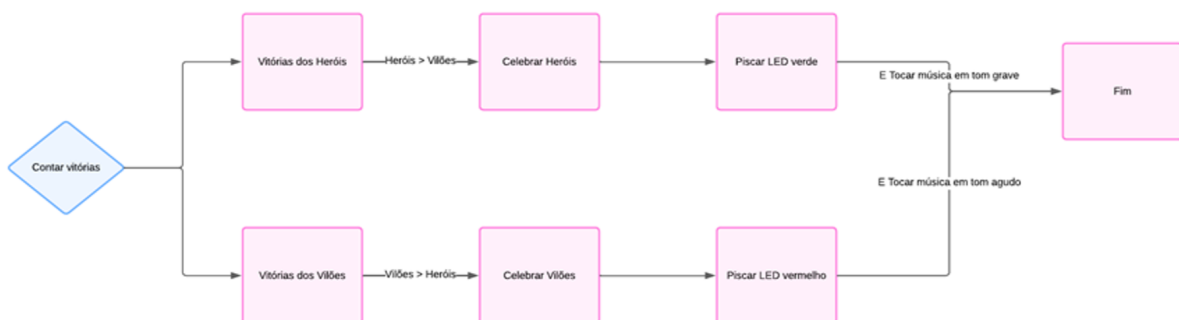 Vitórias dos Heróis
Heróis > Vilões
Celebrar Heróis
Piscar LED verde
E Tocar música em tom grave
Fim
Contar vitórias
E Tocar música em tom agudo
Vitórias dos Vilões
Vilões > Heróis
Celebrar Vilões
Piscar LED vermelho